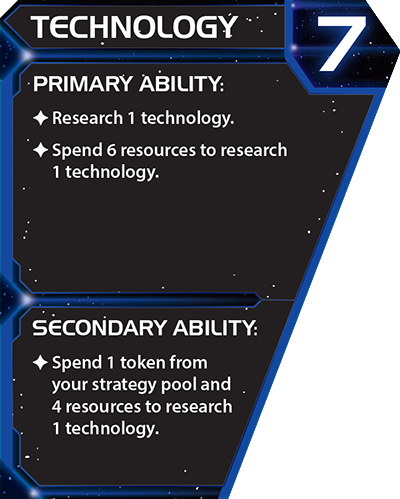 TECHNOLOGY
7
PRIMARY ABILITY:
Research 1 technology.
Spend 6 resources to research
1 technology.
SECONDARY ABILITY:
Spend 1 token from
your strategy pool and
4 resources to research
1 technology.